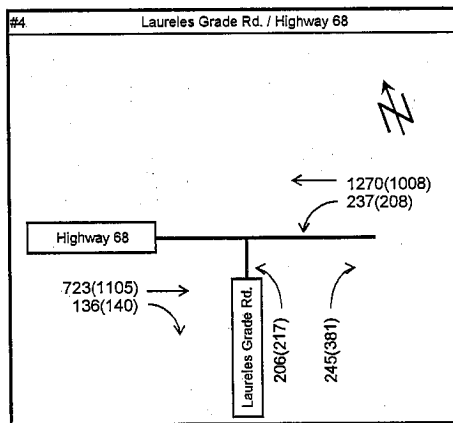 #4 Laureles Grade Rd. / Highway 68
1270(1008)
237(208)
Highway 68
723(1105)
136(140)
Laureles Grade Rd.
206(217)
245(381)